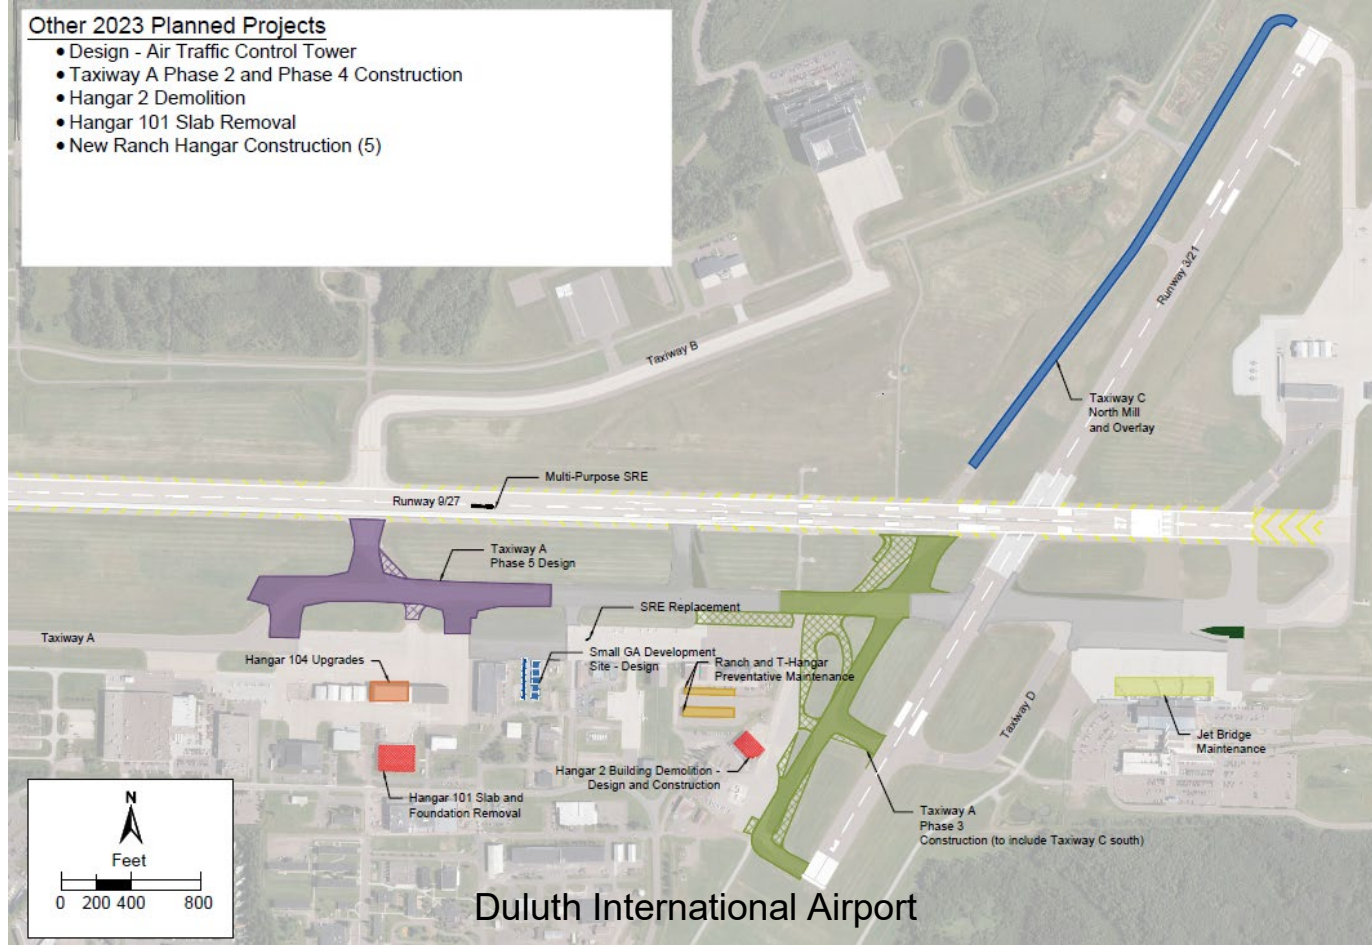 Other 2023 Planned Projects
• Design - Air Traffic Control Tower
• Taxiway A Phase 2 and Phase 4 Construction
• Hangar 2 Demolition
• Hangar 101 Slab Removal
• New Ranch Hangar Construction (5)
21
Runway 3/21
Taxiway B
Taxiway C
North Mill
and Overlay
Multi-Purpose SRE
Runway 9/27
27
Taxiway A
Phase 5 Design
SRE Replacement
Taxiway A
Small GA Development
Site - Design
Hangar 104 Upgrades
Ranch and T-Hangar
Preventative Maintenance
Taxiway D
Jet Bridge
Maintenance
Hangar 2 Building Demolition -
Design and Construction
Hangar 101 Slab and
Foundation Removal
Taxiway A
Phase 3
Construction (to include Taxiway C south)
3
N
Feet
0 200 400 800
Duluth International Airport